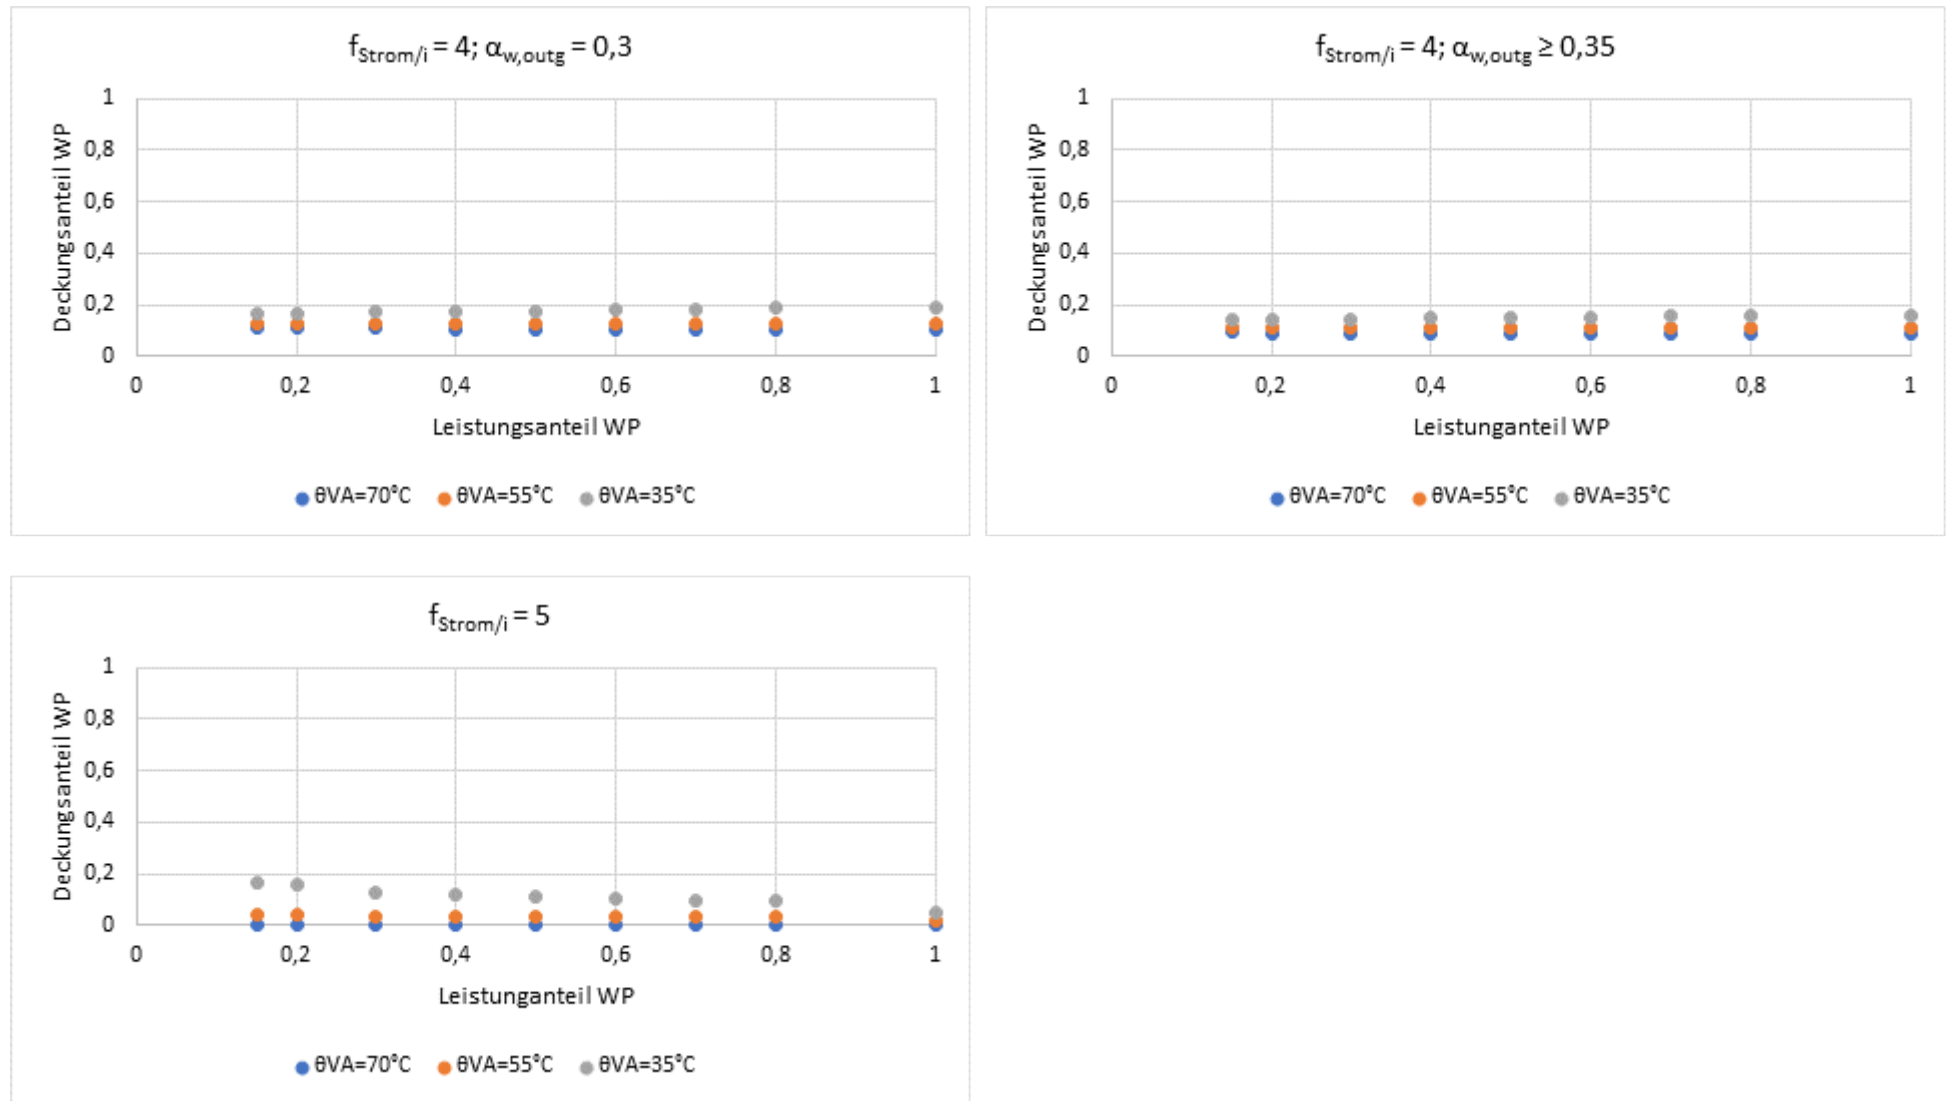 f_Strom/i = 4; α_w,outg = 0,3
Deckungsanteil WP
1
0,8
0,6
0,4
0,2
0
0 0,2 0,4 0,6 0,8 1
Leistungsanteil WP
θVA=70°C θVA=55°C θVA=35°C
f_Strom/i = 4; α_w,outg ≥ 0,35
Deckungsanteil WP
1
0,8
0,6
0,4
0,2
0
0 0,2 0,4 0,6 0,8 1
Leistunganteil WP
θVA=70°C θVA=55°C θVA=35°C
f_Strom/i = 5
Deckungsanteil WP
1
0,8
0,6
0,4
0,2
0
0 0,2 0,4 0,6 0,8 1
Leistunganteil WP
θVA=70°C θVA=55°C θVA=35°C